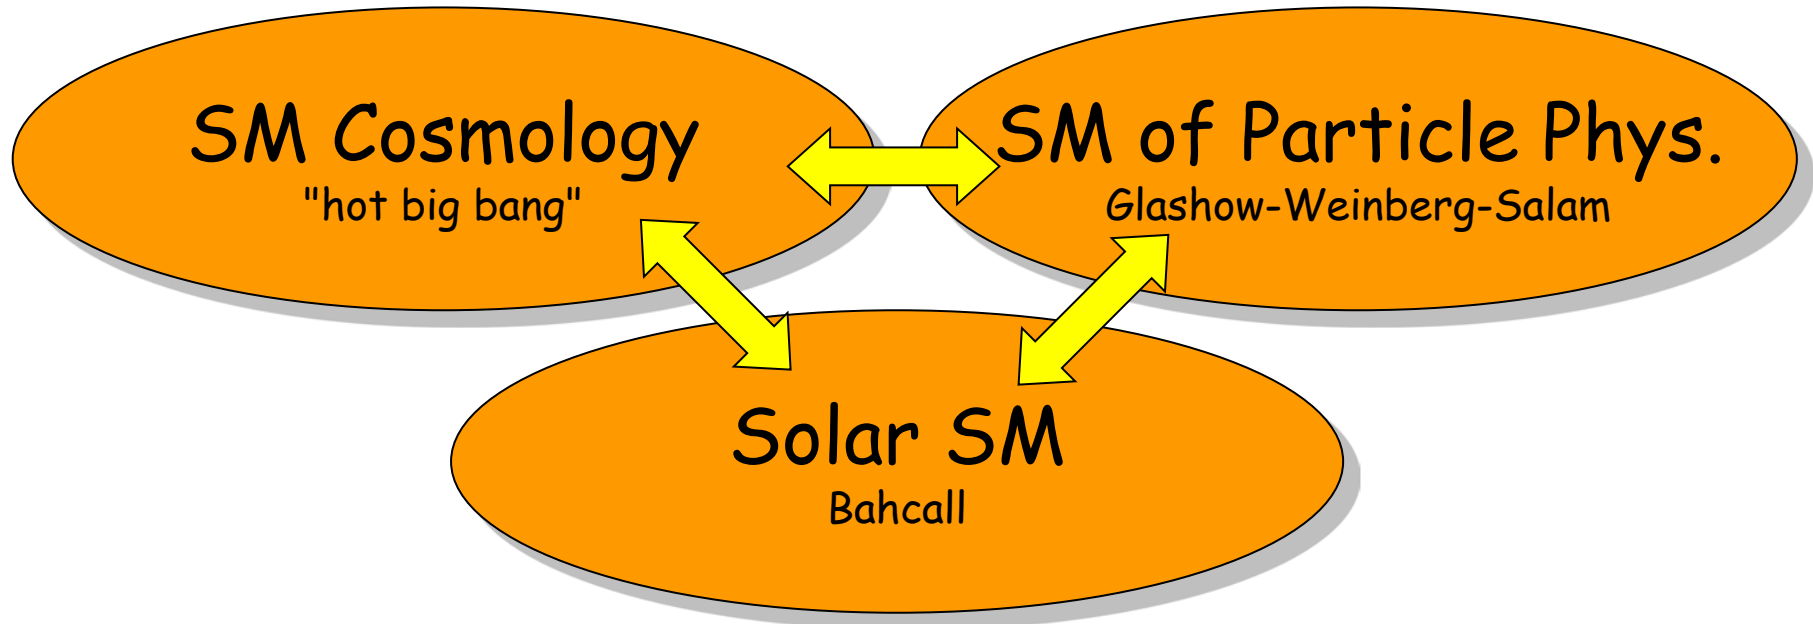 SM Cosmology
"hot big bang"
SM of Particle Phys.
Glashow-Weinberg-Salam
Solar SM
Bahcall